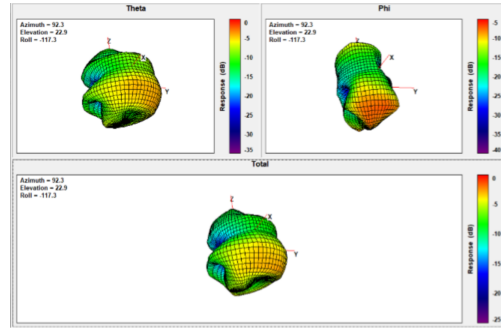 Theta
Azimuth = 92.3
Elevation = 22.9
Roll = -117.3
Z
X
Y
0
-5
-10
-15
-20
-25
-30
-35
Response (dB)
Phi
Azimuth = 92.3
Elevation = 22.9
Roll = -117.3
Z
X
Y
-5
-10
-15
-20
-25
-30
-35
-40
Response (dB)
Total
Azimuth = 92.3
Elevation = 22.9
Roll = -117.3
Z
X
Y
0
-5
-10
-15
-20
-25
Response (dB)